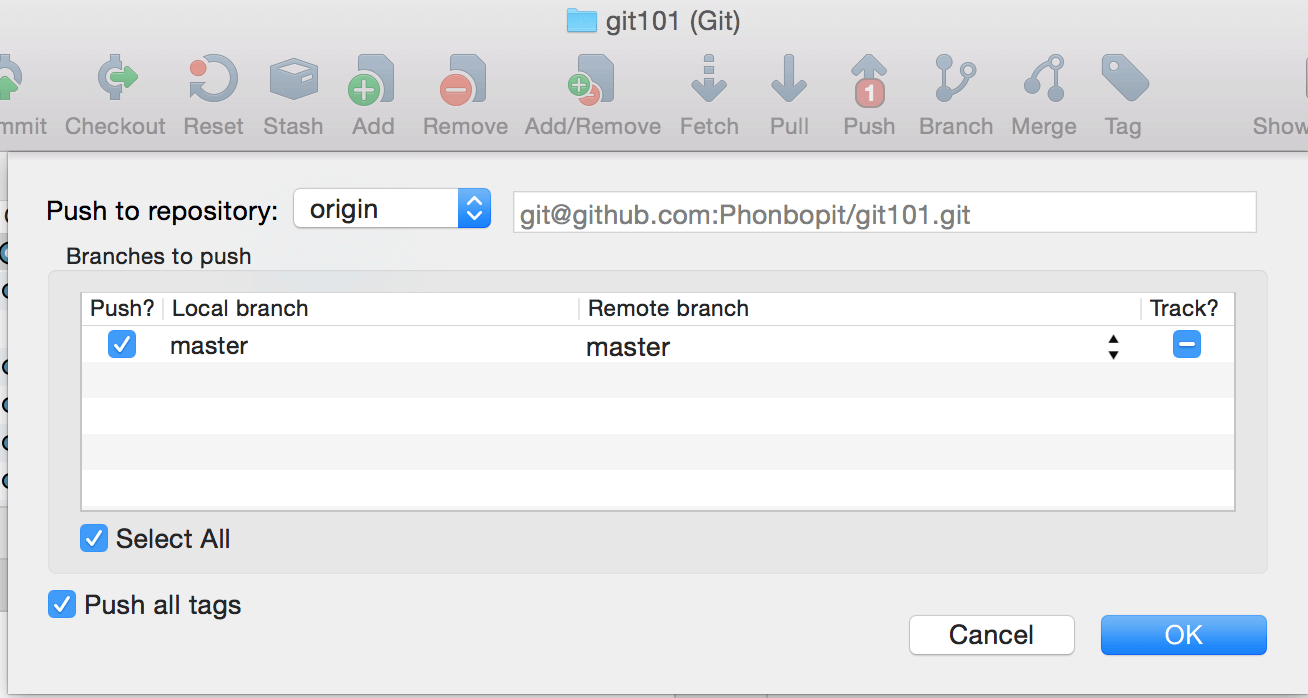 git101 (Git)
mmit Checkout Reset Stash Add Remove Add/Remove Fetch Pull Push Branch Merge Tag Show
1
Push to repository: origin git@github.com:Phonbopit/git101.git
Branches to push
Push? Local branch Remote branch Track?
master master
Select All
Push all tags
Cancel OK